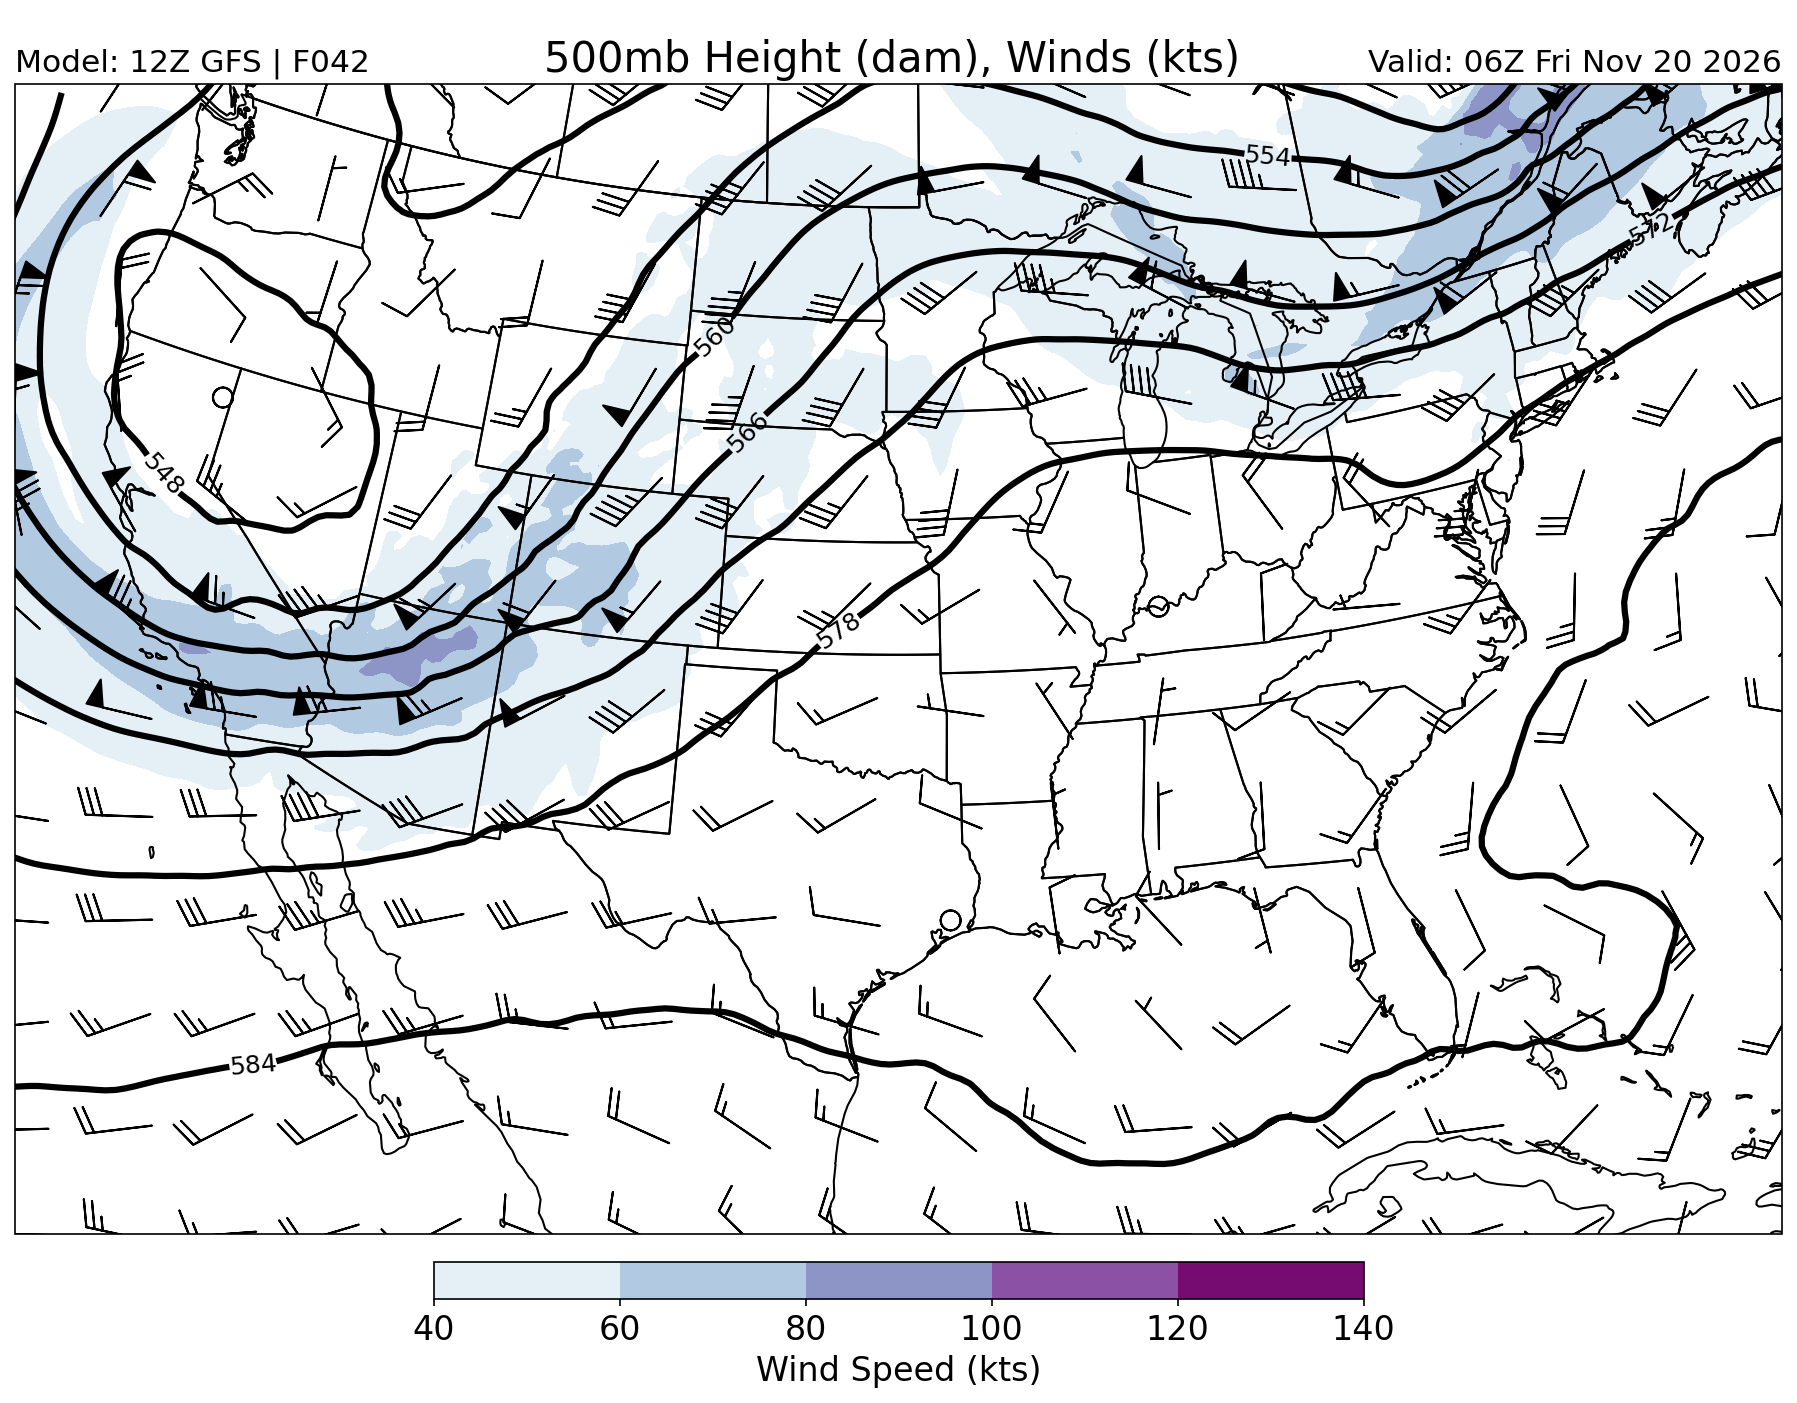 Model: 12Z GFS | F042
500mb Height (dam), Winds (kts)
Valid: 06Z Fri Nov 20 2026
554
572
560
566
548
578
584
40 60 80 100 120 140
Wind Speed (kts)